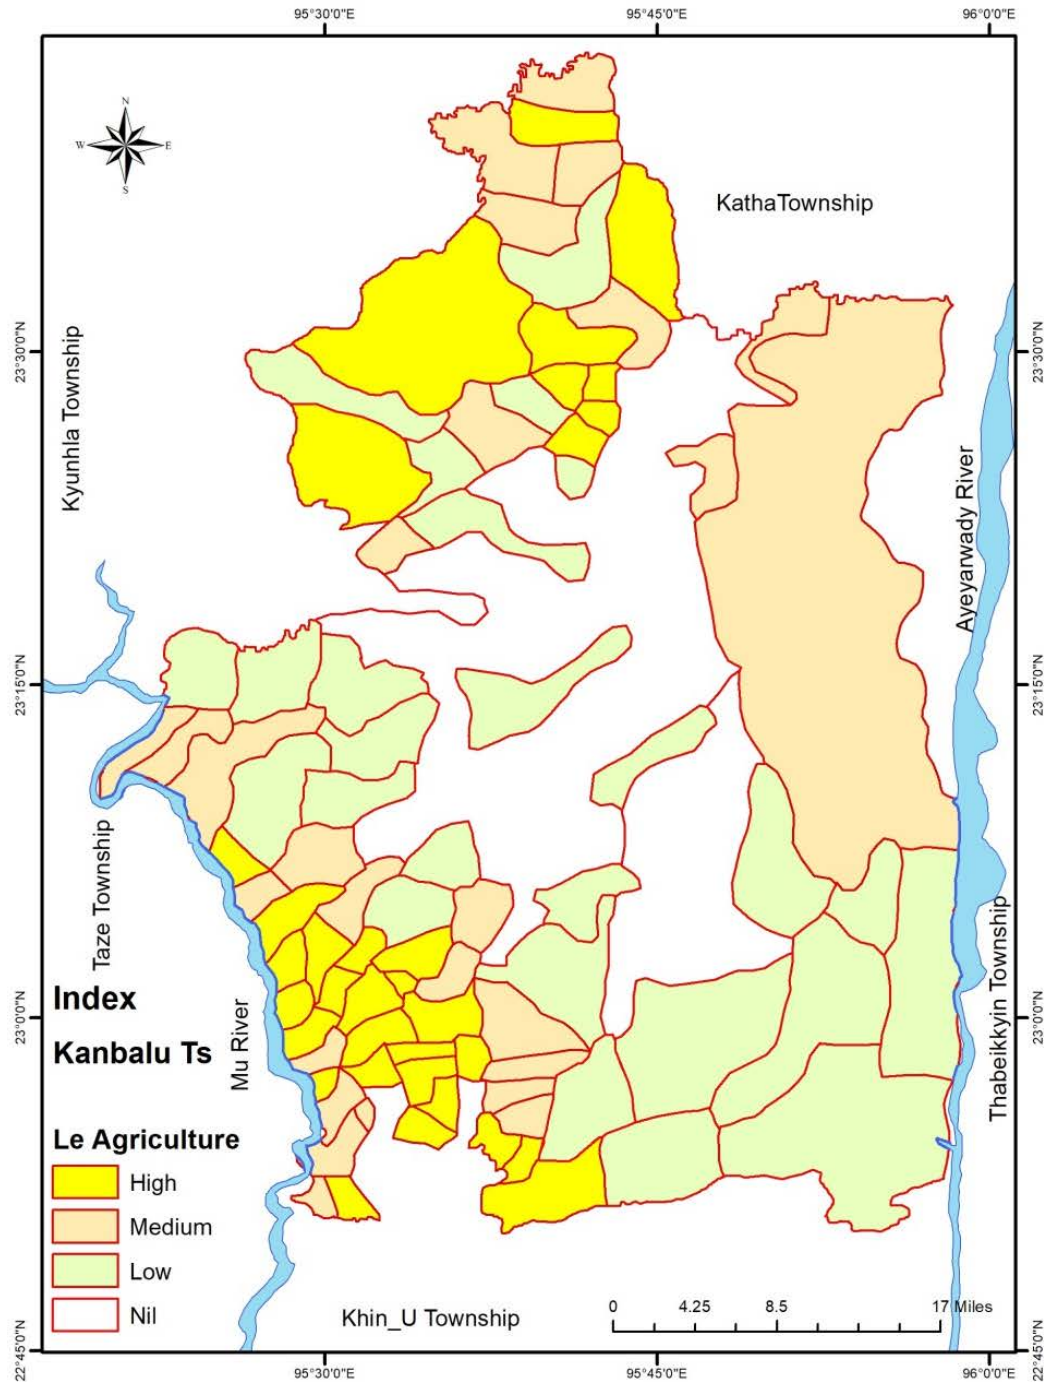 95°30'0"E 95°45'0"E 96°0'0"E
N
W E
S
KathaTownship
23°30'0"N
23°30'0"N
Kyunhla Township
Ayeyarwady River
23°15'0"N
23°15'0"N
Taze Township
Thabeikkyin Township
Mu River
23°0'0"N
23°0'0"N
Index
Kanbalu Ts
Le Agriculture
High
Medium
Low
Nil
Khin_U Township
0 4.25 8.5 17 Miles
22°45'0"N
22°45'0"N
95°30'0"E 95°45'0"E 96°0'0"E